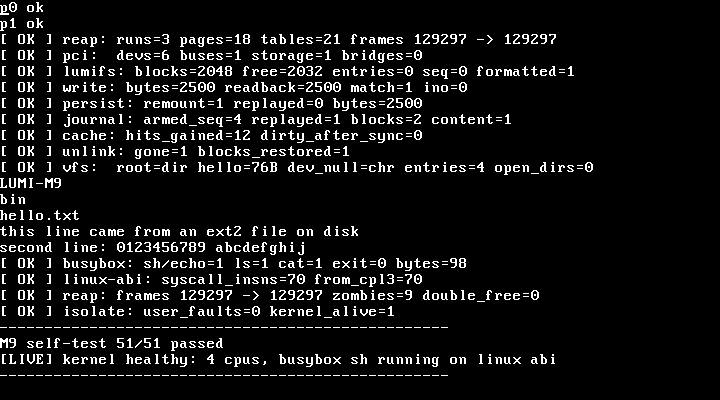 p0 ok
p1 ok
[ OK ] reap: runs=3 pages=18 tables=21 frames 129297 -> 129297
[ OK ] pci:  devs=6 buses=1 storage=1 bridges=0
[ OK ] lumifs: blocks=2048 free=2032 entries=0 seq=0 formatted=1
[ OK ] write: bytes=2500 readback=2500 match=1 ino=0
[ OK ] persist: remount=1 replayed=0 bytes=2500
[ OK ] journal: armed_seq=4 replayed=1 blocks=2 content=1
[ OK ] cache: hits_gained=12 dirty_after_sync=0
[ OK ] unlink: gone=1 blocks_restored=1
[ OK ] vfs:  root=dir hello=76B dev_null=chr entries=4 open_dirs=0
LUMI-M9
bin
hello.txt
this line came from an ext2 file on disk
second line: 0123456789 abcdefghij
[ OK ] busybox: sh/echo=1 ls=1 cat=1 exit=0 bytes=98
[ OK ] linux-abi: syscall_insns=70 from_cpl3=70
[ OK ] reap: frames 129297 -> 129297 zombies=9 double_free=0
[ OK ] isolate: user_faults=0 kernel_alive=1
--------------------------------------------------------
M9 self-test 51/51 passed
[LIVE] kernel healthy: 4 cpus, busybox sh running on linux abi
--------------------------------------------------------